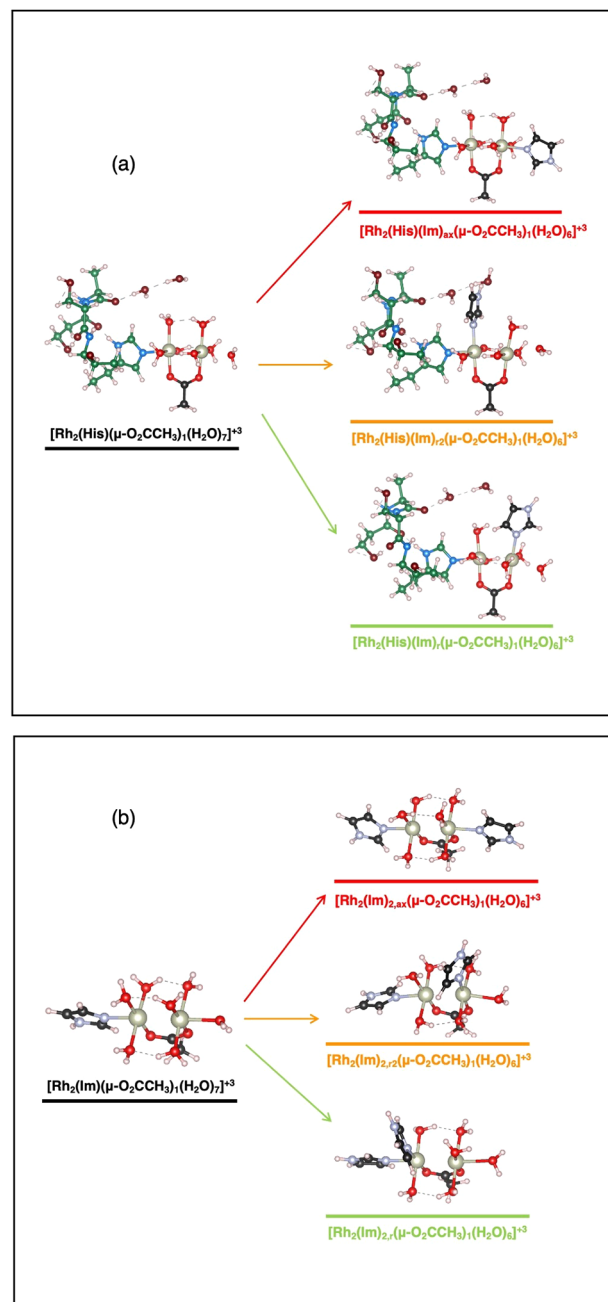 (a)
[Rh₂(His)(Im)ₐₓ(μ-O₂CCH₃)₁(H₂O)₆]⁺³
[Rh₂(His)(μ-O₂CCH₃)₁(H₂O)₇]⁺³
[Rh₂(His)(Im)ᵣ₂(μ-O₂CCH₃)₁(H₂O)₆]⁺³
[Rh₂(His)(Im)ᵣ(μ-O₂CCH₃)₁(H₂O)₆]⁺³
(b)
[Rh₂(Im)₂,ₐₓ(μ-O₂CCH₃)₁(H₂O)₆]⁺³
[Rh₂(Im)₂,ᵣ₂(μ-O₂CCH₃)₁(H₂O)₆]⁺³
[Rh₂(Im)(μ-O₂CCH₃)₁(H₂O)₇]⁺³
[Rh₂(Im)₂,ᵣ(μ-O₂CCH₃)₁(H₂O)₆]⁺³